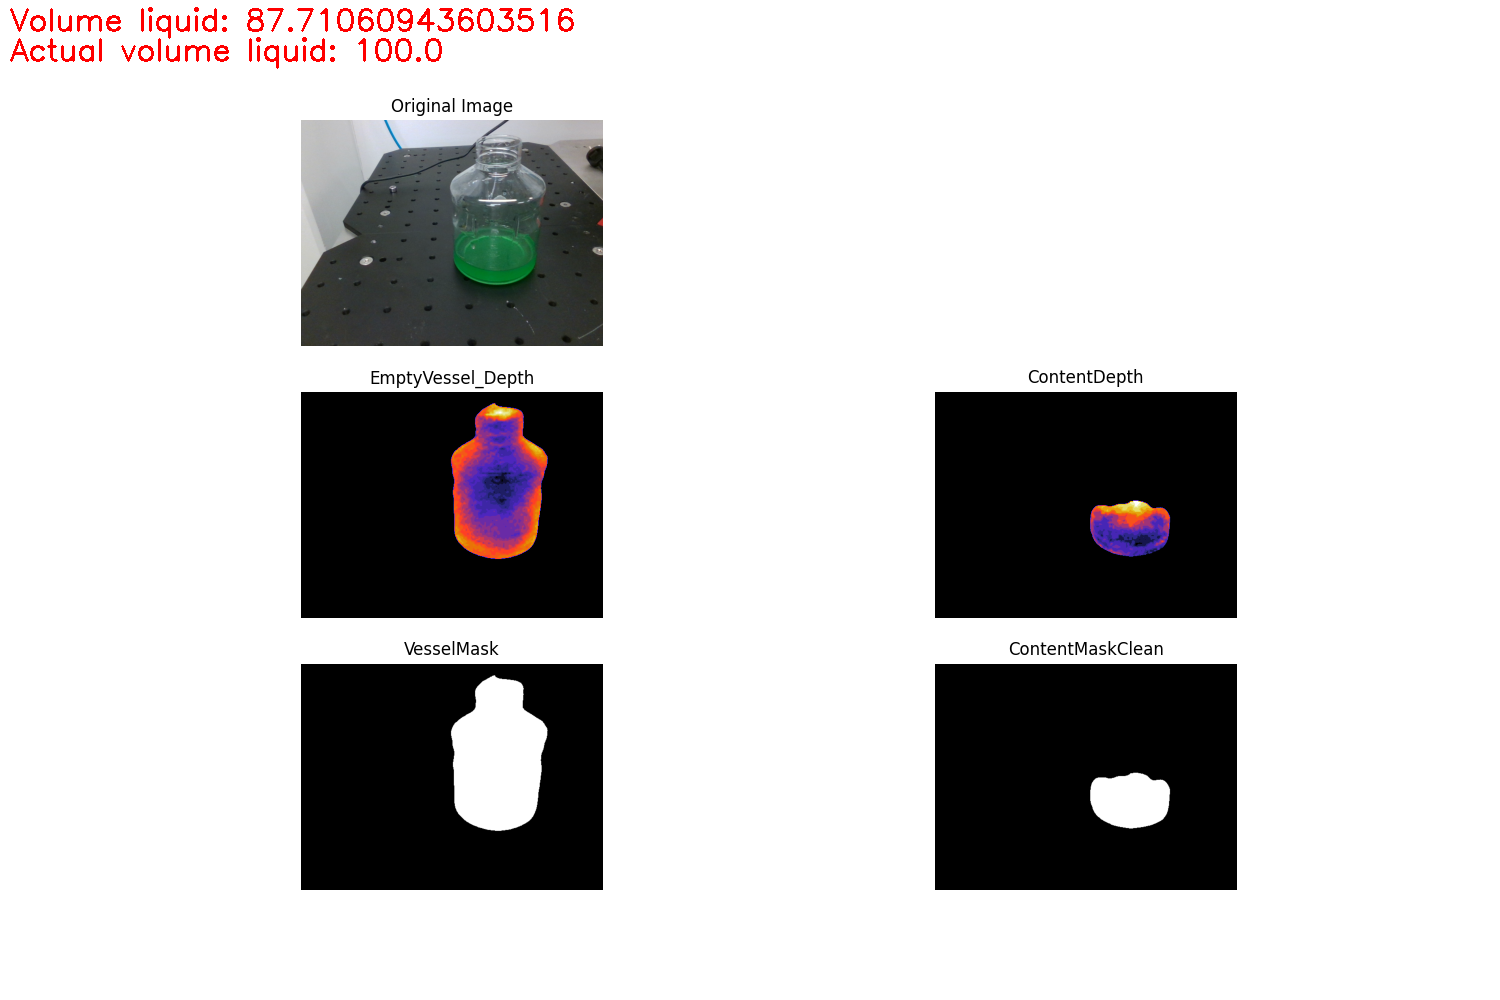 Volume liquid: 87.71060943603516
Actual volume liquid: 100.0
Original Image
EmptyVessel_Depth
ContentDepth
VesselMask
ContentMaskClean